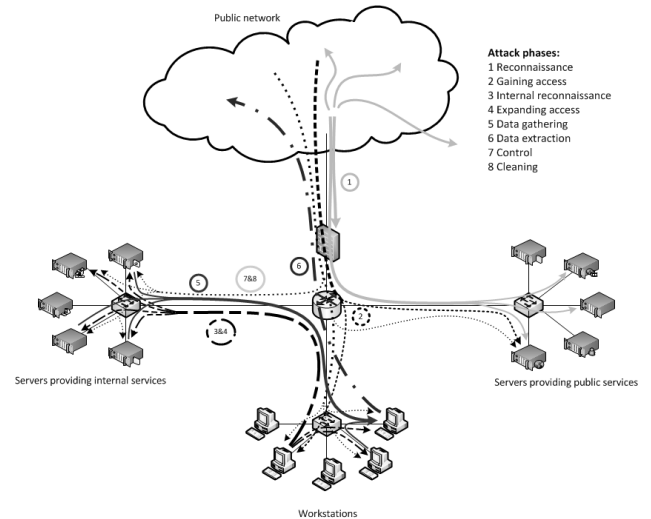 Public network
Attack phases:
1 Reconnaissance
2 Gaining access
3 Internal reconnaissance
4 Expanding access
5 Data gathering
6 Data extraction
7 Control
8 Cleaning
1
6
5
7&8
2
3&4
Servers providing internal services
Servers providing public services
Workstations